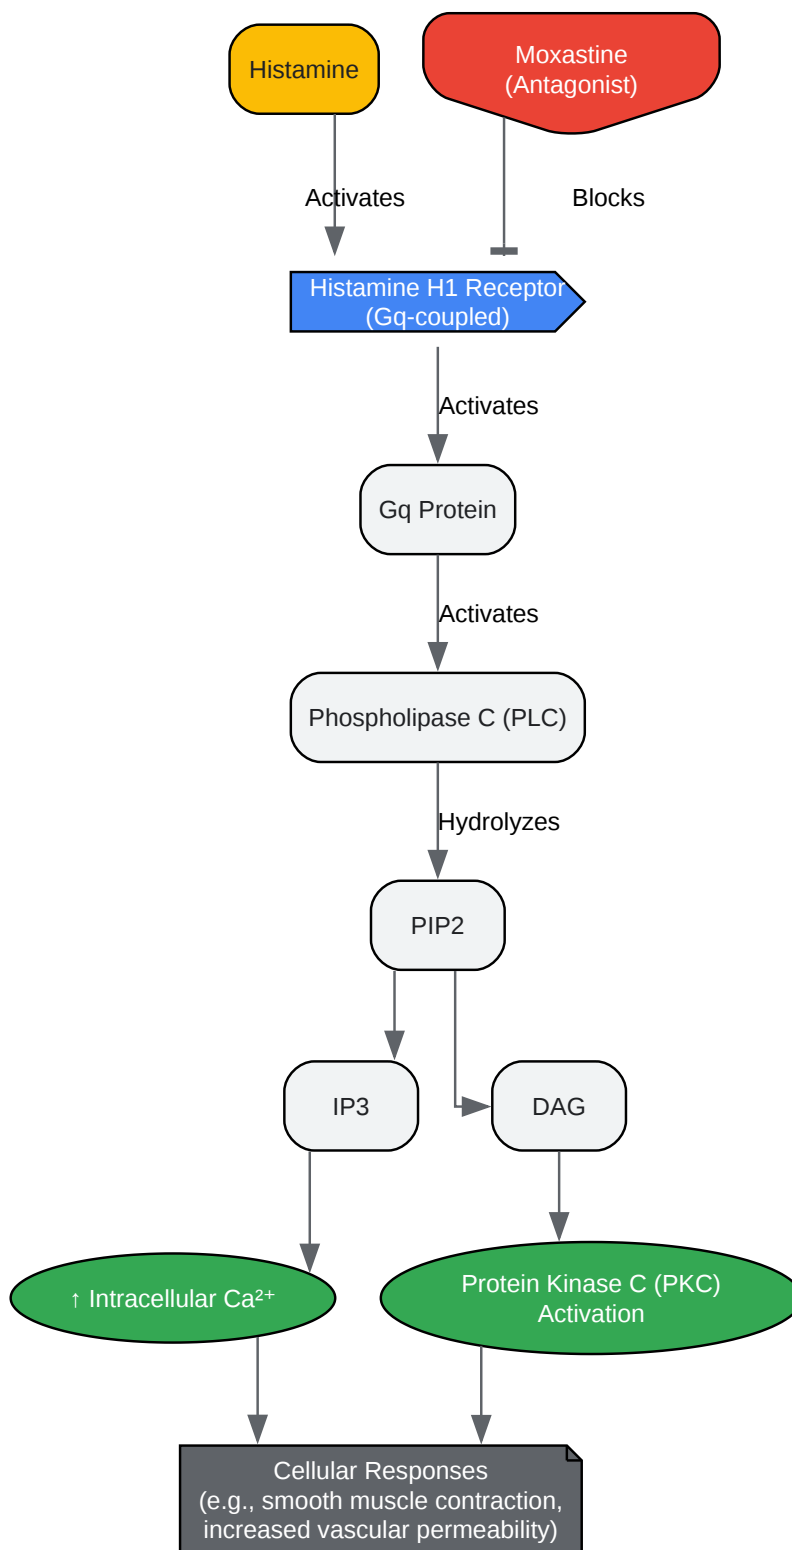 Histamine
Moxastine
(Antagonist)
Activates
Blocks
Histamine H1 Receptor
(Gq-coupled)
Activates
Gq Protein
Activates
Phospholipase C (PLC)
Hydrolyzes
PIP2
IP3
DAG
↑ Intracellular Ca²⁺
Protein Kinase C (PKC)
Activation
Cellular Responses
(e.g., smooth muscle contraction,
increased vascular permeability)